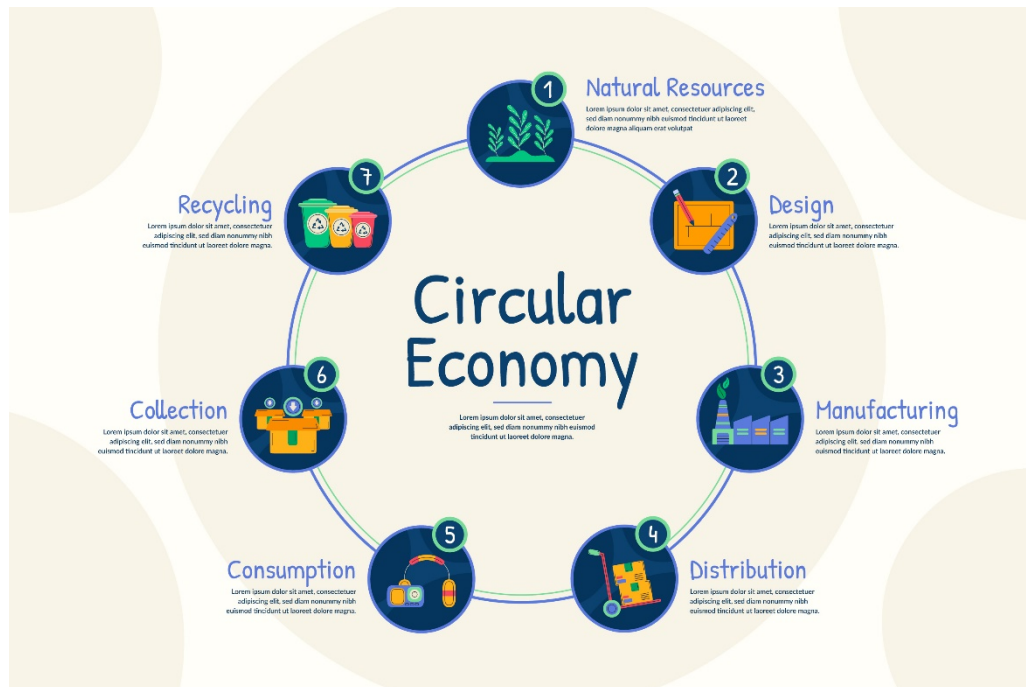 1
Natural Resources
Lorem ipsum dolor sit amet, consectetuer adipiscing elit,
sed diam nonummy nibh euismod tincidunt ut laoreet
dolore magna aliquam erat volutpat
2
Design
Lorem ipsum dolor sit amet, consectetuer
adipiscing elit, sed diam nonummy nibh
euismod tincidunt ut laoreet dolore magna.
3
Manufacturing
Lorem ipsum dolor sit amet, consectetuer
adipiscing elit, sed diam nonummy nibh
euismod tincidunt ut laoreet dolore magna.
4
Distribution
Lorem ipsum dolor sit amet, consectetuer
adipiscing elit, sed diam nonummy nibh
euismod tincidunt ut laoreet dolore magna.
5
Consumption
Lorem ipsum dolor sit amet, consectetuer
adipiscing elit, sed diam nonummy nibh
euismod tincidunt ut laoreet dolore magna.
6
Collection
Lorem ipsum dolor sit amet, consectetuer
adipiscing elit, sed diam nonummy nibh
euismod tincidunt ut laoreet dolore magna.
7
Recycling
Lorem ipsum dolor sit amet, consectetuer
adipiscing elit, sed diam nonummy nibh
euismod tincidunt ut laoreet dolore magna.
Circular
Economy
Lorem ipsum dolor sit amet, consectetuer
adipiscing elit, sed diam nonummy nibh euismod
tincidunt ut laoreet dolore magna.